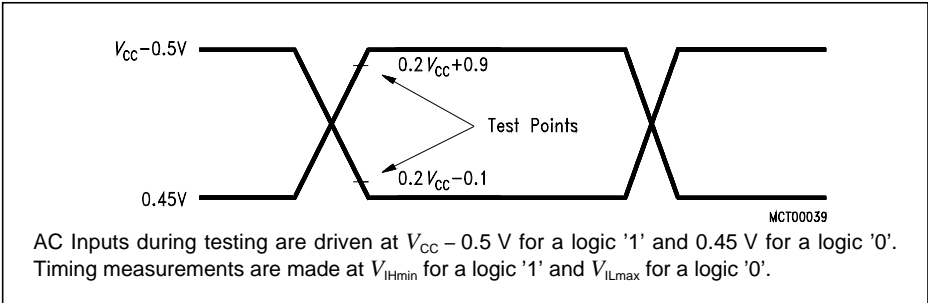 V_CC–0.5V
0.2 V_CC+0.9
Test Points
0.2 V_CC–0.1
0.45V
MCT00039
AC Inputs during testing are driven at V_CC – 0.5 V for a logic '1' and 0.45 V for a logic '0'.
Timing measurements are made at V_IHmin for a logic '1' and V_ILmax for a logic '0'.